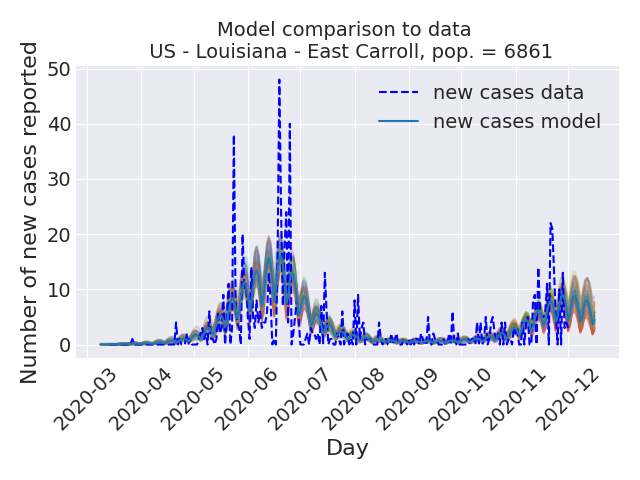 Model comparison to data
US - Louisiana - East Carroll, pop. = 6861
Number of new cases reported
50
40
30
20
10
0
new cases data
new cases model
2020-03
2020-04
2020-05
2020-06
2020-07
2020-08
2020-09
2020-10
2020-11
2020-12
Day